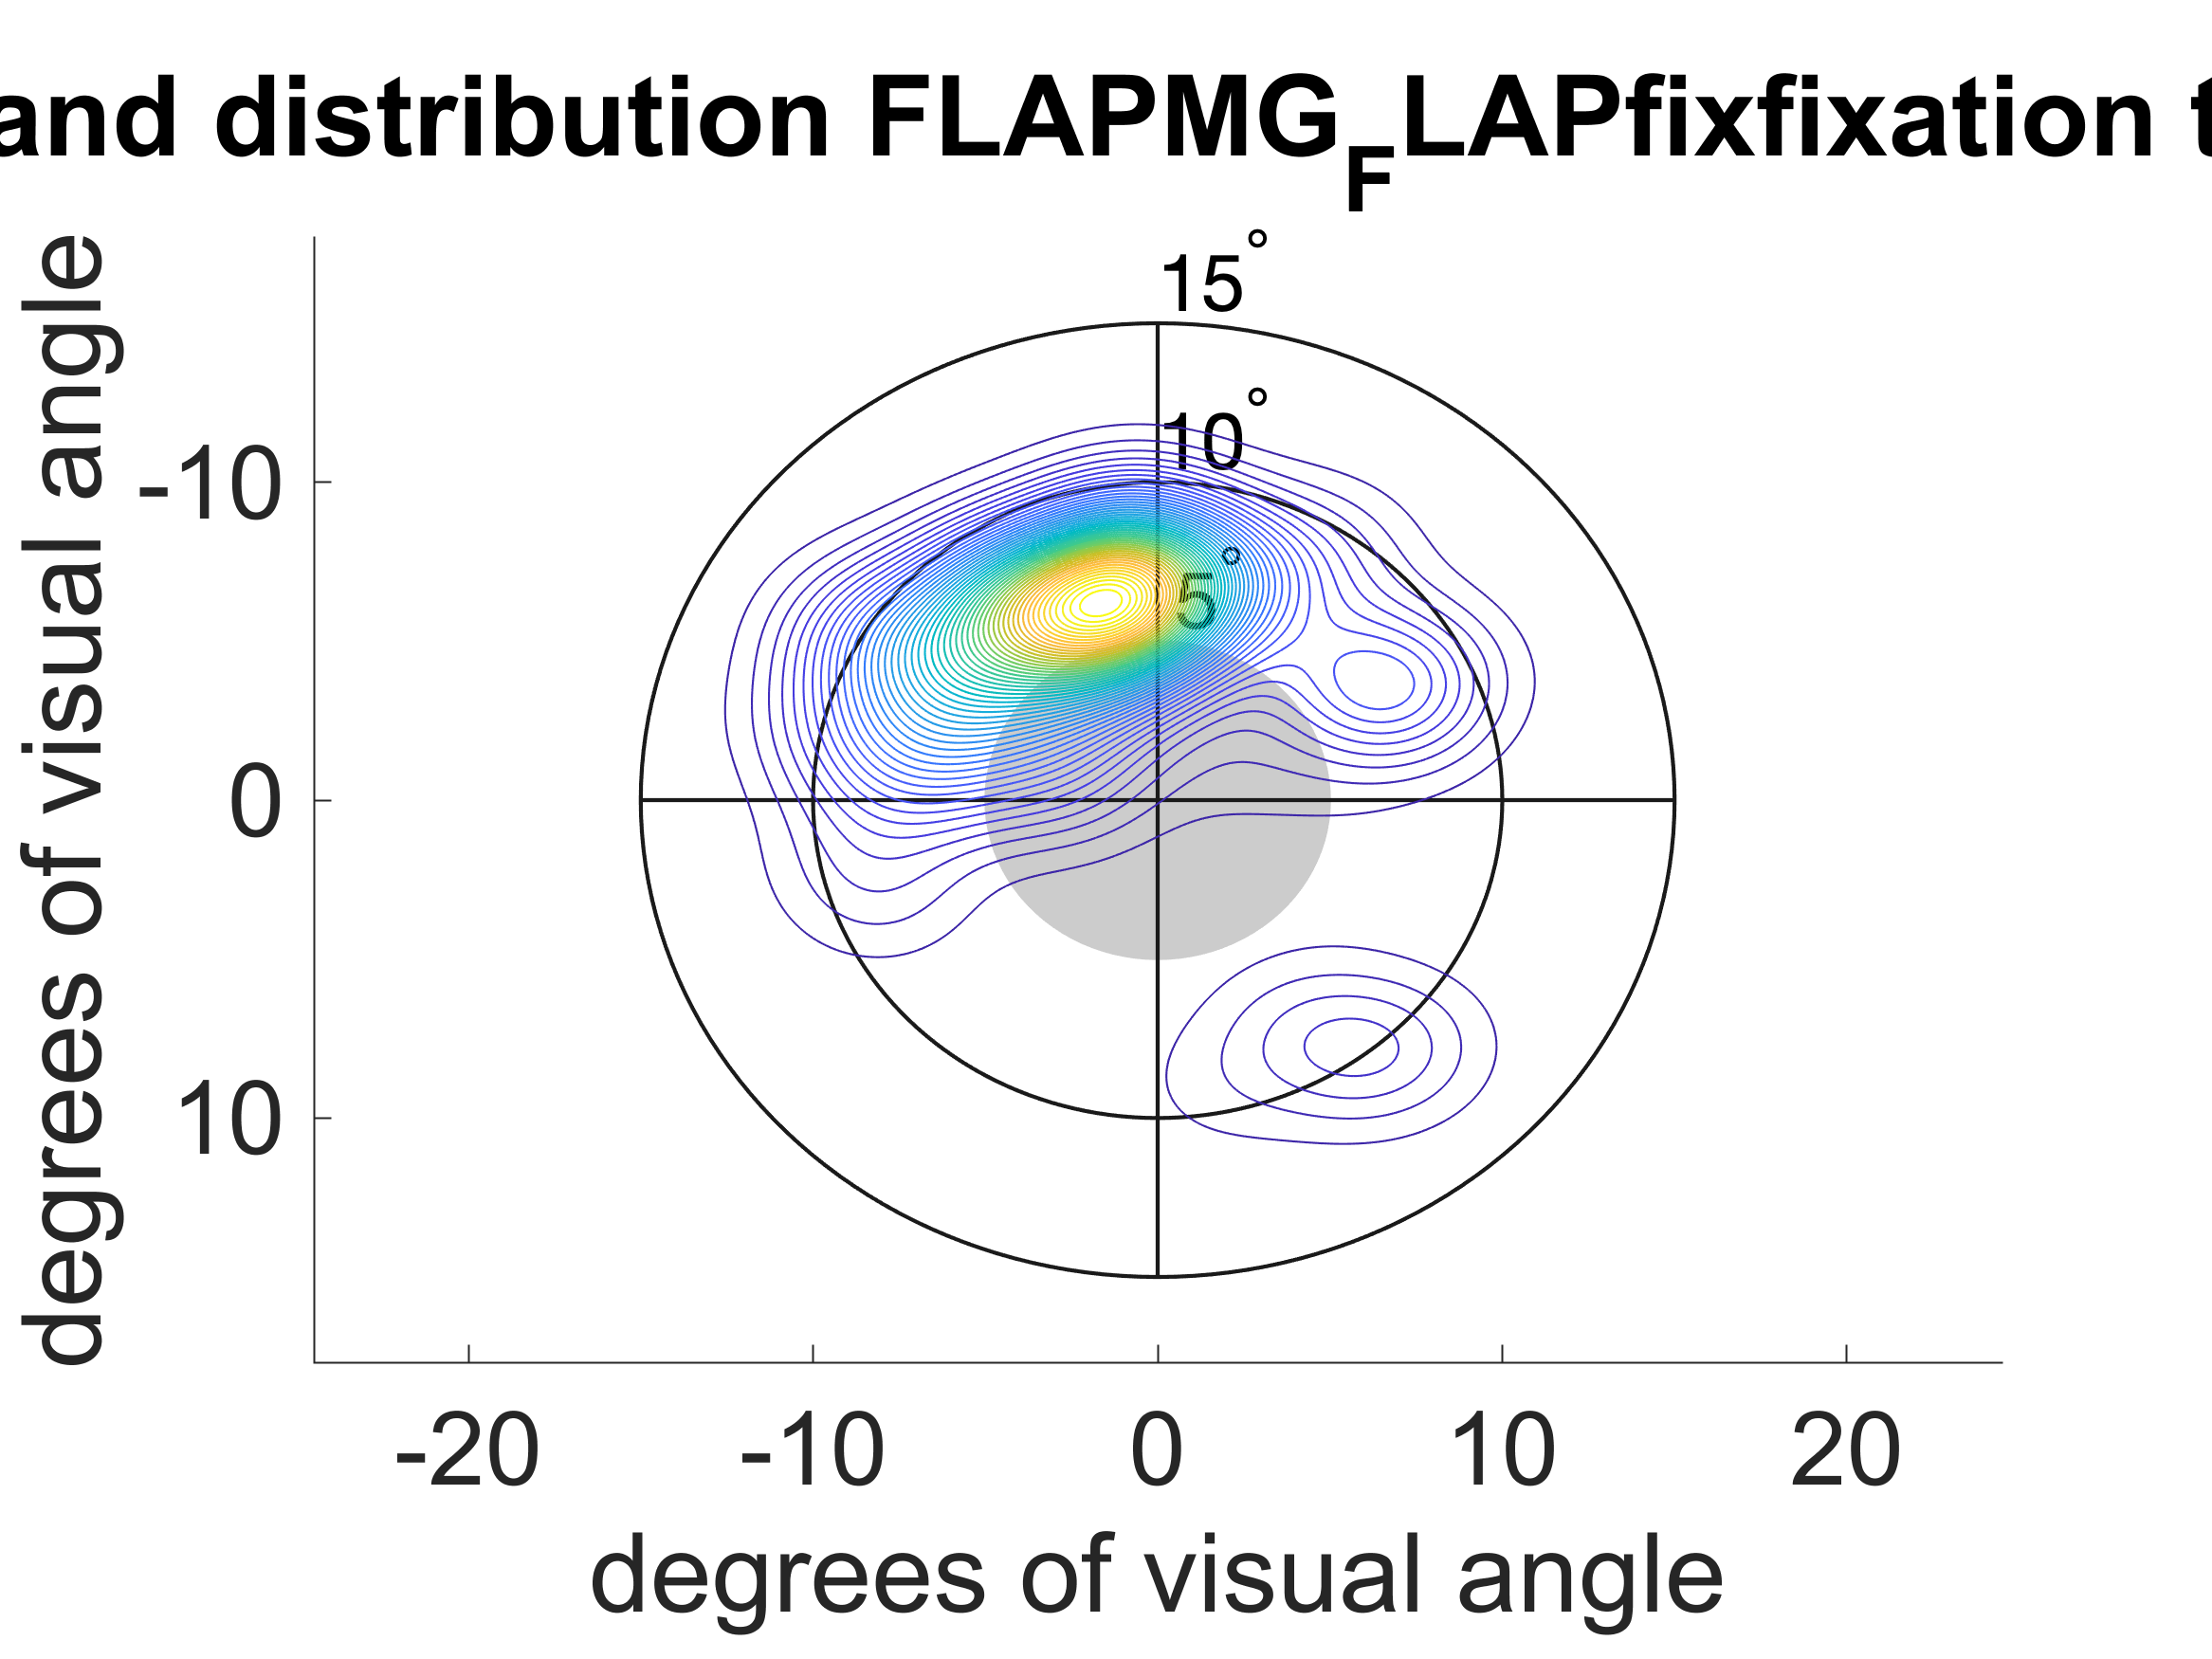 and distribution FLAPMG_FLAPfixfixation t
15°
10°
5°
degrees of visual angle
-10
0
10
-20 -10 0 10 20
degrees of visual angle